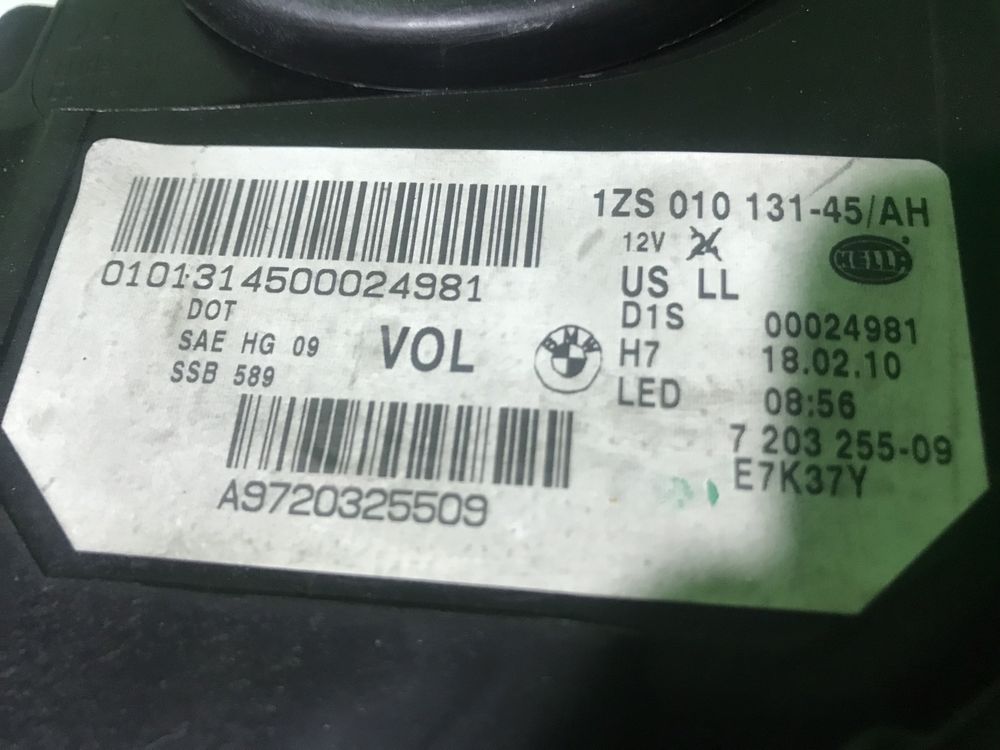 0101314500024981
DOT
SAE HG 09
SSB 589
VOL
A9720325509
BMW
1ZS 010 131-45/AH
12V 24
HELLA
US LL
D1S
00024981
H7
18.02.10
LED
08:56
7 203 255-09
E7K37Y